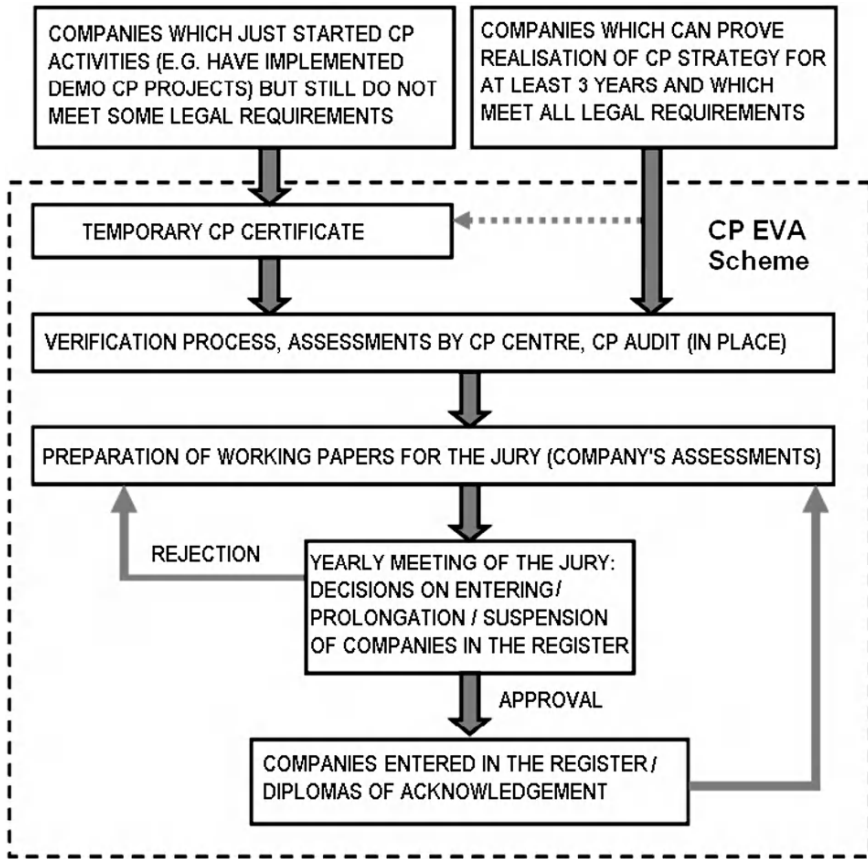 COMPANIES WHICH JUST STARTED CP
ACTIVITIES (E.G. HAVE IMPLEMENTED
DEMO CP PROJECTS) BUT STILL DO NOT
MEET SOME LEGAL REQUIREMENTS
COMPANIES WHICH CAN PROVE
REALISATION OF CP STRATEGY FOR
AT LEAST 3 YEARS AND WHICH
MEET ALL LEGAL REQUIREMENTS
TEMPORARY CP CERTIFICATE
CP EVA
Scheme
VERIFICATION PROCESS, ASSESSMENTS BY CP CENTRE, CP AUDIT (IN PLACE)
PREPARATION OF WORKING PAPERS FOR THE JURY (COMPANY'S ASSESSMENTS)
REJECTION
YEARLY MEETING OF THE JURY:
DECISIONS ON ENTERING/
PROLONGATION / SUSPENSION
OF COMPANIES IN THE REGISTER
APPROVAL
COMPANIES ENTERED IN THE REGISTER /
DIPLOMAS OF ACKNOWLEDGEMENT